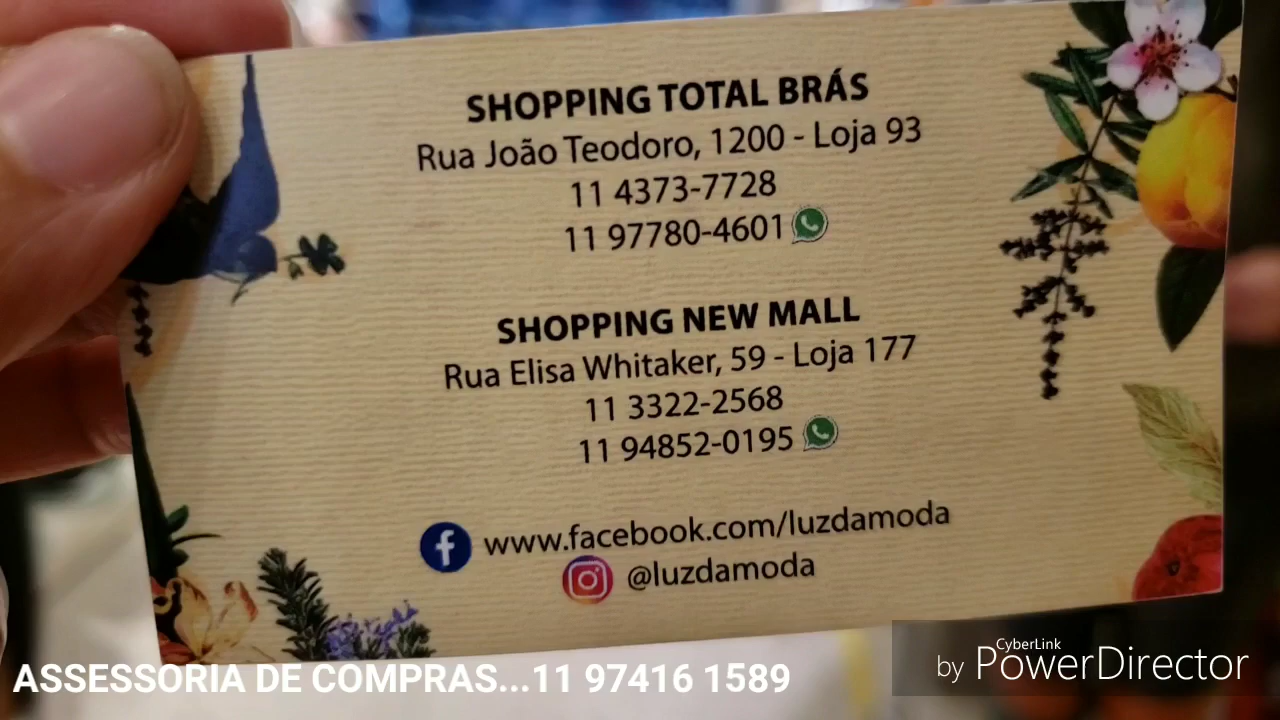 SHOPPING TOTAL BRÁS
Rua João Teodoro, 1200 - Loja 93
11 4373-7728
11 97780-4601
SHOPPING NEW MALL
Rua Elisa Whitaker, 59 - Loja 177
11 3322-2568
11 94852-0195
www.facebook.com/luzdamoda
@luzdamoda
ASSESSORIA DE COMPRAS...11 97416 1589
CyberLink
by PowerDirector